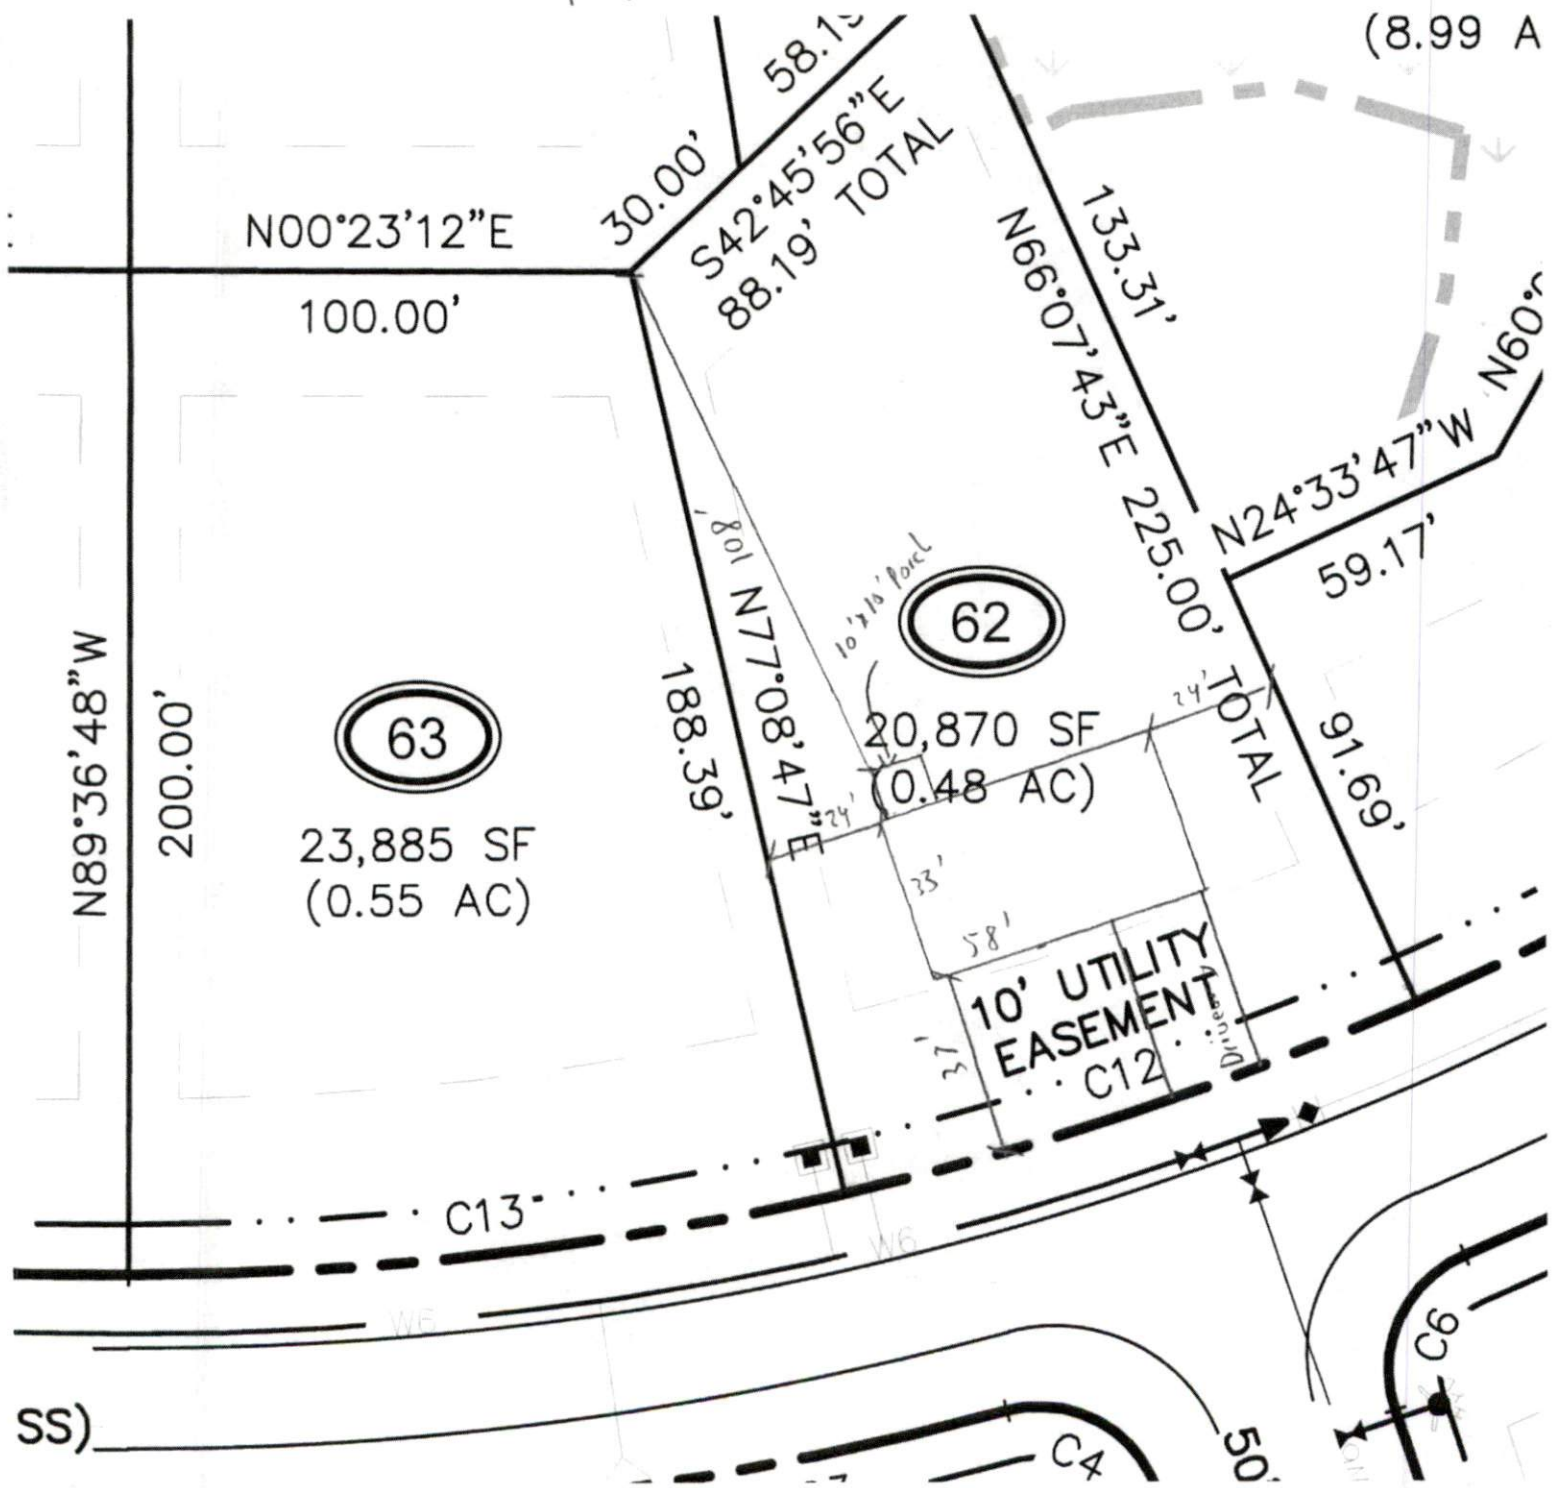 (8.99 A
58.19
30.00'
S42°45'56"E
88.19' TOTAL
N00°23'12"E
100.00'
133.31'
N66°07'43"E 225.00' TOTAL
N60°
N24°33'47"W
59.17'
91.69'
108'
N77°08'47"E
188.39'
10'x10' Porch
62
20,870 SF
(0.48 AC)
24'
24'
63
23,885 SF
(0.55 AC)
N89°36'48"W
200.00'
33'
58'
10' UTILITY
EASEMENT
Driveway
37'
C12
C13
W6
W6
C6
C4
50'
SS)